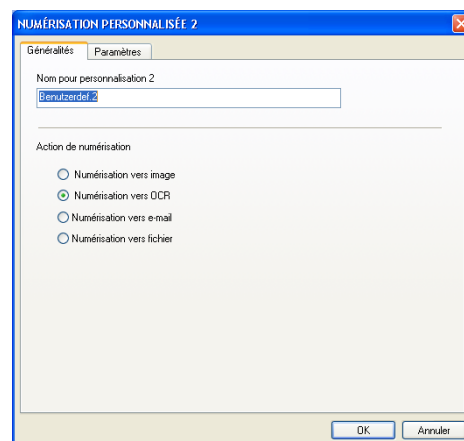 NUMÉRISATION PERSONNALISÉE 2
Généralités Paramètres
Nom pour personnalisation 2
Benutzerdef.2
Action de numérisation
Numérisation vers image
Numérisation vers OCR
Numérisation vers e-mail
Numérisation vers fichier
OK Annuler